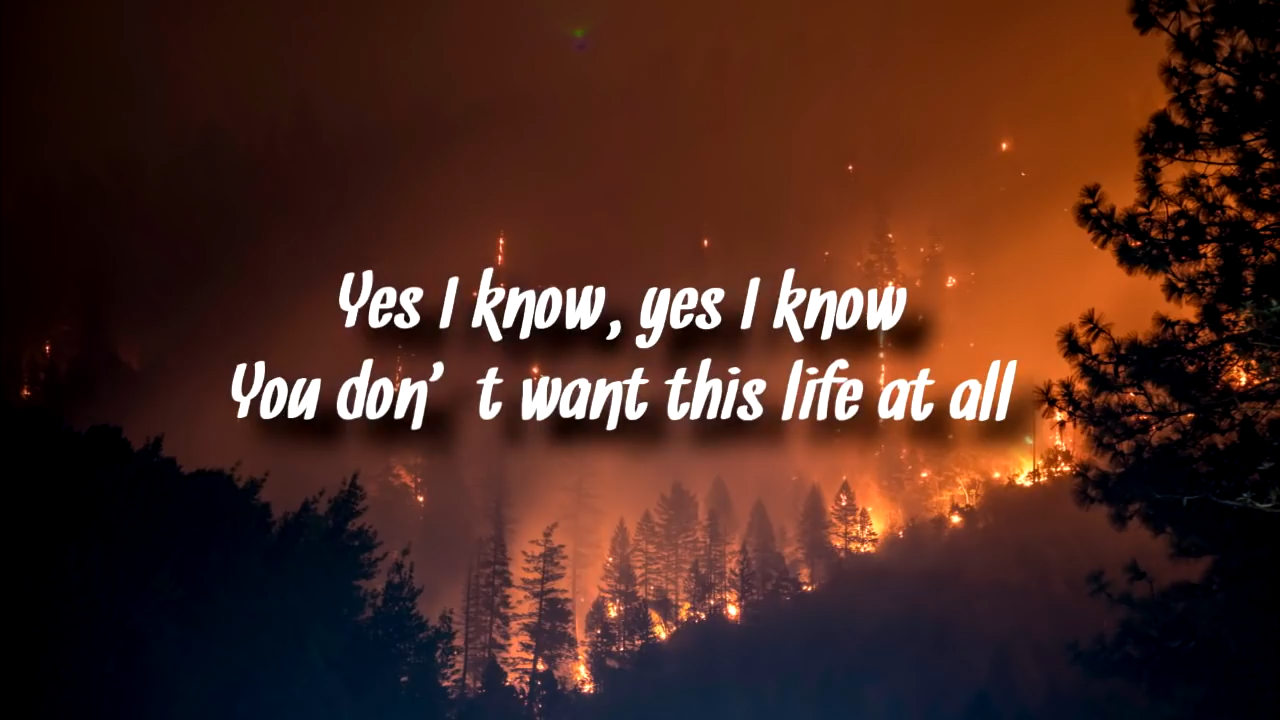 Yes I know, yes I know
You don’t want this life at all